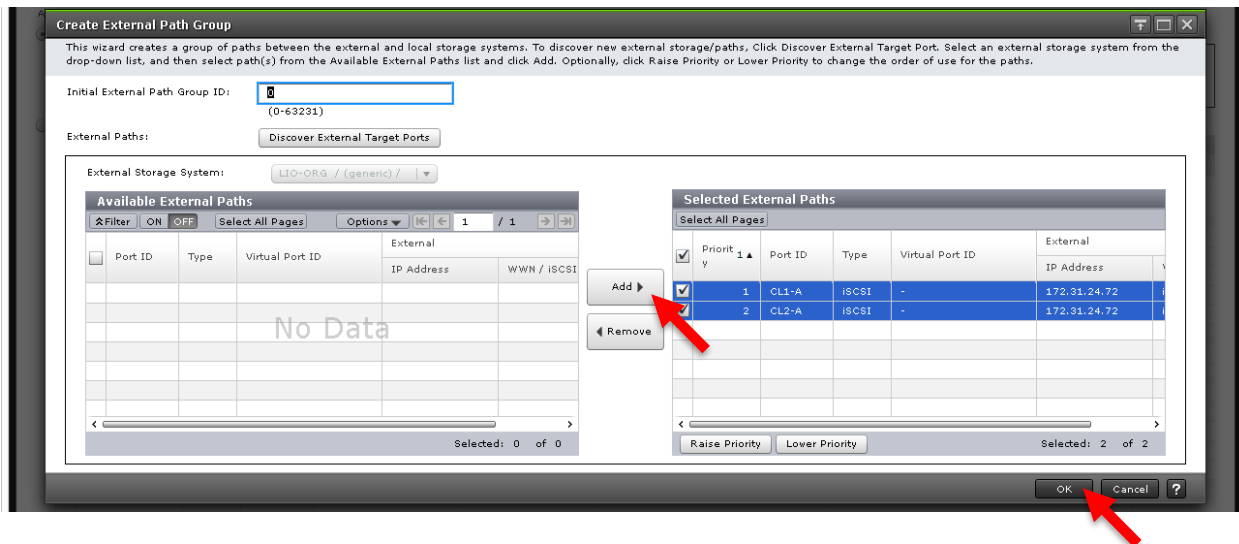 Create External Path Group
This wizard creates a group of paths between the external and local storage systems. To discover new external storage/paths, Click Discover External Target Port. Select an external storage system from the
drop-down list, and then select path(s) from the Available External Paths list and click Add. Optionally, click Raise Priority or Lower Priority to change the order of use for the paths.
Initial External Path Group ID: 0
(0-63231)
External Paths: Discover External Target Ports
External Storage System: LIO-ORG / (generic) /
Available External Paths
Filter ON OFF Select All Pages Options 1 / 1
Port ID Type Virtual Port ID External
IP Address WWN / iSCSI
No Data
Selected: 0 of 0
Add
Remove
Selected External Paths
Select All Pages
Priorit
y 1 Port ID Type Virtual Port ID External
IP Address
1 CL1-A iSCSI - 172.31.24.72 i
2 CL2-A iSCSI - 172.31.24.72 i
Raise Priority Lower Priority Selected: 2 of 2
OK Cancel ?